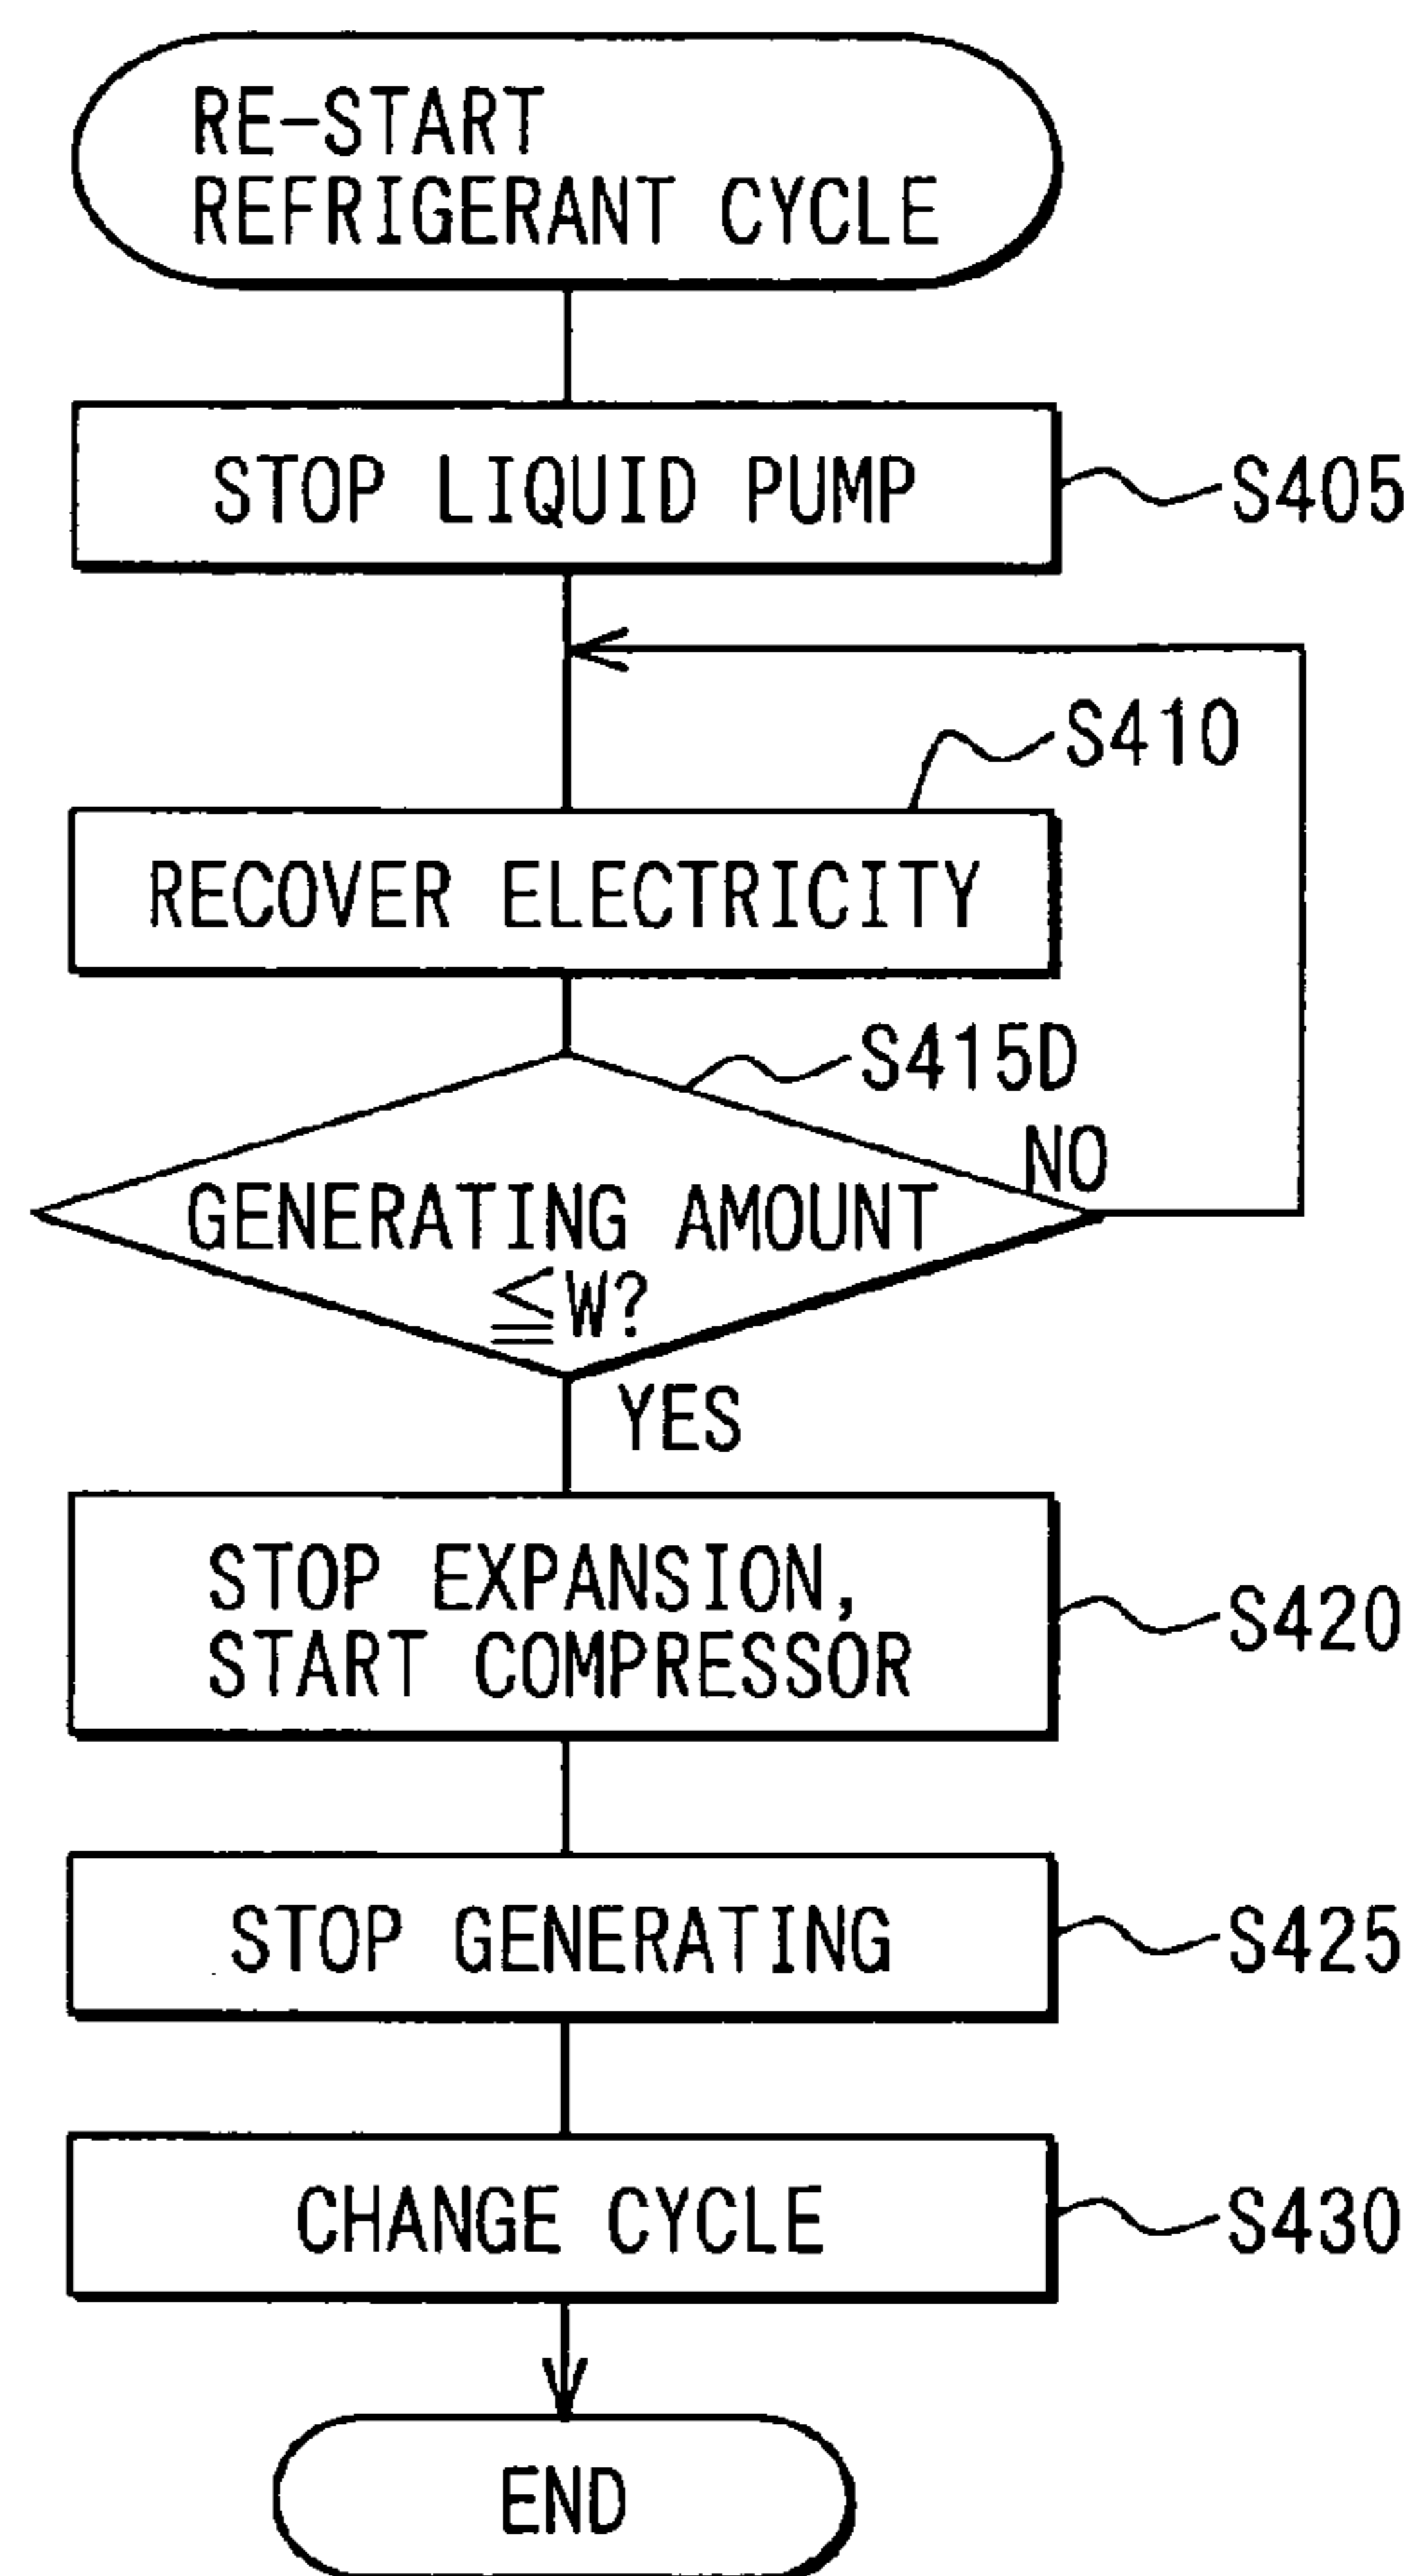 RE-START
REFRIGERANT CYCLE
STOP LIQUID PUMP
S405
S410
RECOVER ELECTRICITY
S415D
NO
GENERATING AMOUNT
≦W?
YES
STOP EXPANSION,
START COMPRESSOR
S420
STOP GENERATING
S425
CHANGE CYCLE
S430
END